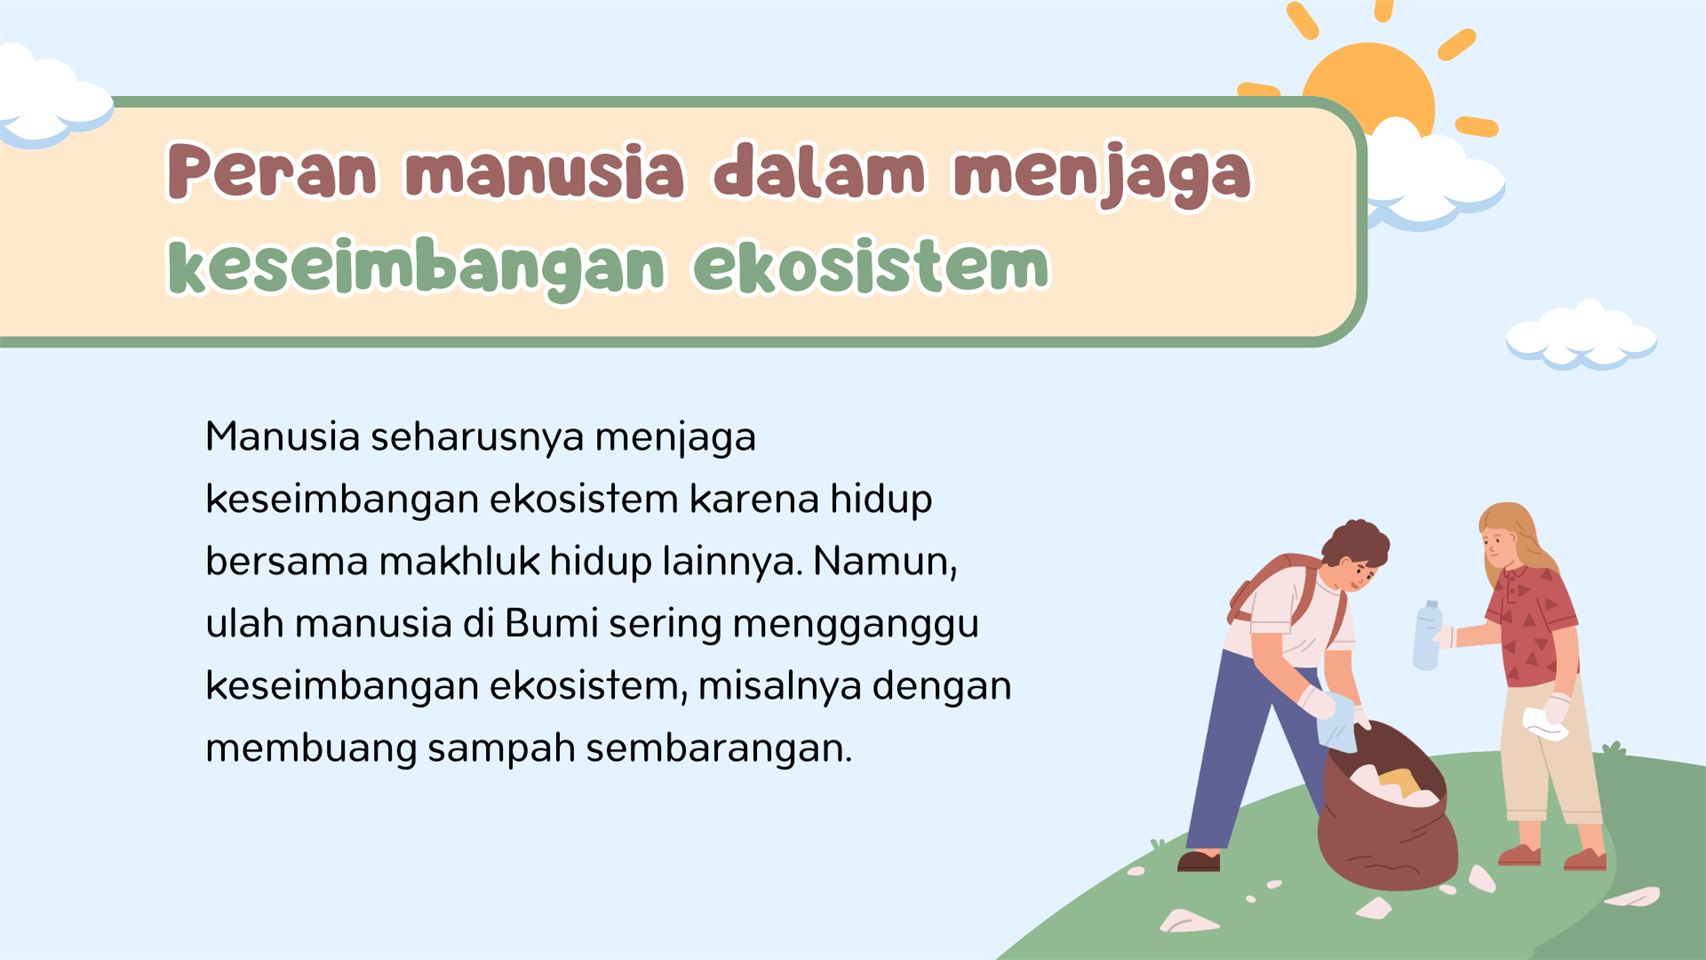 Peran manusia dalam menjaga
keseimbangan ekosistem
Manusia seharusnya menjaga
keseimbangan ekosistem karena hidup
bersama makhluk hidup lainnya. Namun,
ulah manusia di Bumi sering mengganggu
keseimbangan ekosistem, misalnya dengan
membuang sampah sembarangan.